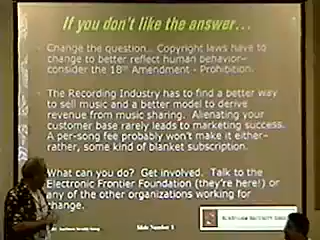 If you don't like the answer...
Change the question... Copyright laws have to
change to better reflect human behavior–
consider the 18th Amendment - Prohibition.
The Recording Industry has to find a better way
to sell music and a better model to derive
revenue from music sharing. Alienating your
customer base rarely leads to marketing success.
A per-song fee probably won't make it either–
rather, some kind of blanket subscription.
What can you do? Get involved. Talk to the
Electronic Frontier Foundation (they're here!) or
any of the other organizations working for
change.
Slide Number